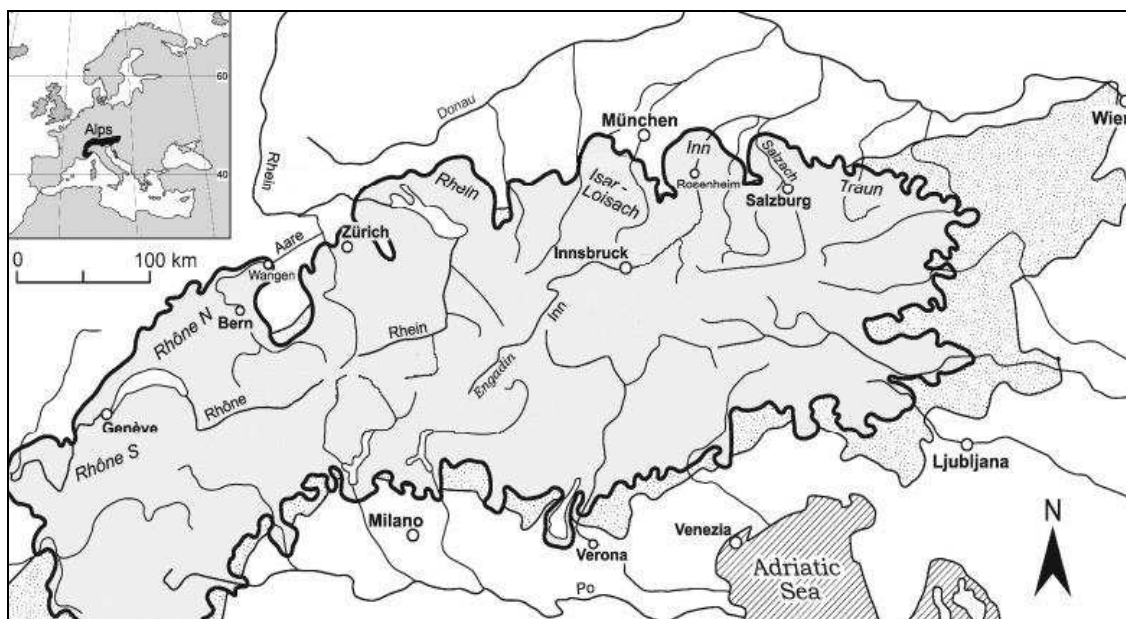 60
40
Alps
0
100 km
Donau
München
Wien
Rhein
Rhein
Isar-
Loisach
Inn
Rosenheim
Salzach
Salzburg
Traun
Zürich
Aare
Wangen
Innsbruck
Bern
Rhône N
Rhein
Inn
Engadin
Rhône
Genève
Rhône S
Ljubljana
Milano
Verona
Venezia
Po
Adriatic
Sea
N